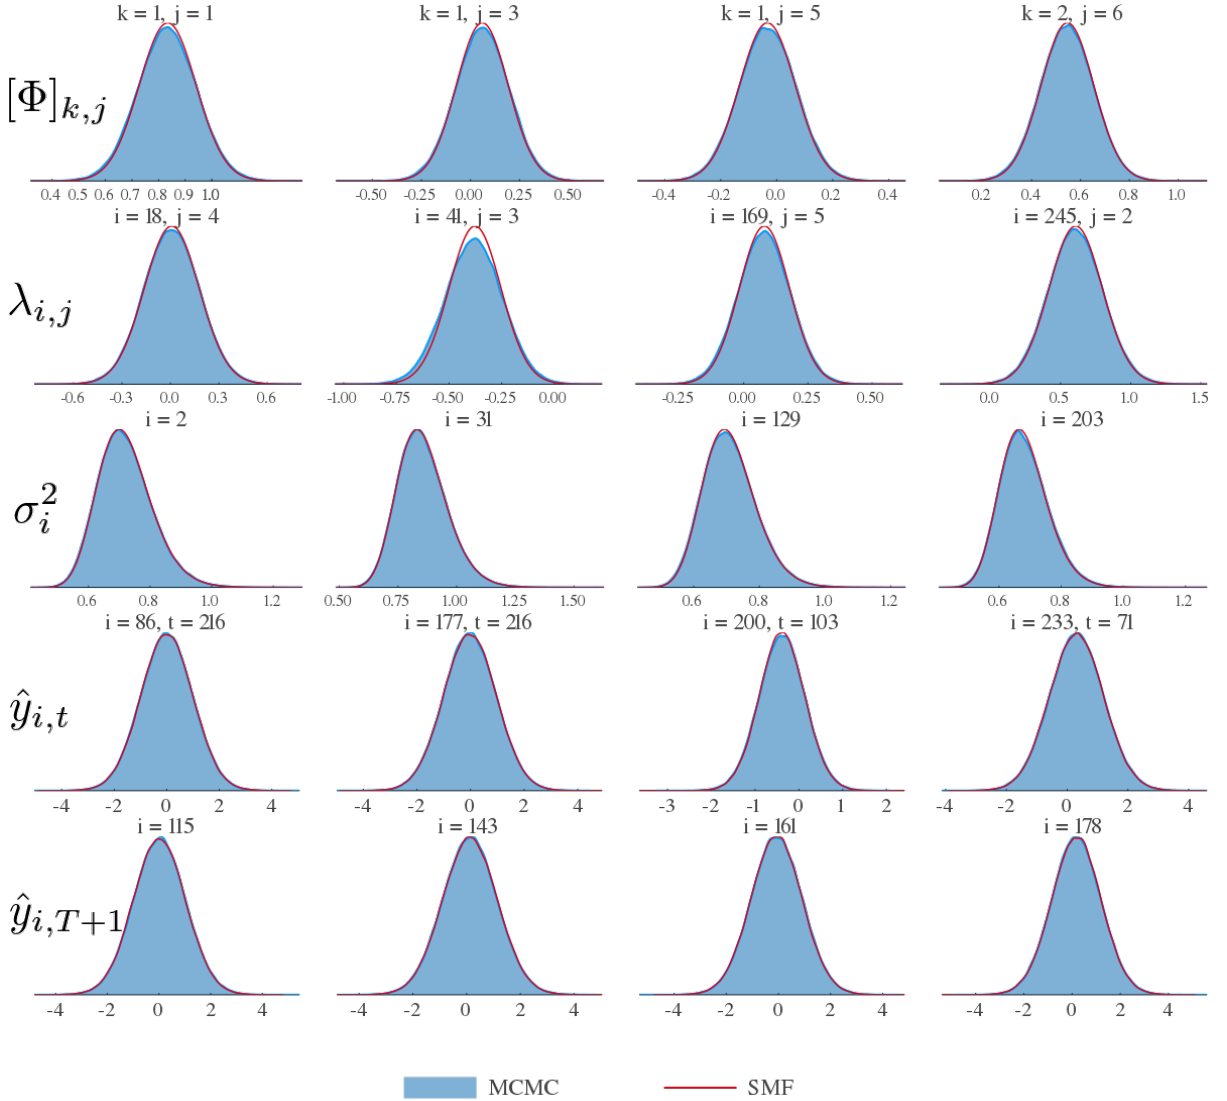 k = 1, j = 1 k = 1, j = 3 k = 1, j = 5 k = 2, j = 6
[Φ]k,j
0.4 0.5 0.6 0.7 0.8 0.9 1.0 -0.50 -0.25 0.00 0.25 0.50 -0.4 -0.2 0.0 0.2 0.4 0.2 0.4 0.6 0.8 1.0
i = 18, j = 4 i = 41, j = 3 i = 169, j = 5 i = 245, j = 2
λi,j
-0.6 -0.3 0.0 0.3 0.6 -1.00 -0.75 -0.50 -0.25 0.00 -0.25 0.00 0.25 0.50 0.0 0.5 1.0 1.5
i = 2 i = 31 i = 129 i = 203
σ²i
0.6 0.8 1.0 1.2 0.50 0.75 1.00 1.25 1.50 0.6 0.8 1.0 1.2 0.6 0.8 1.0 1.2
i = 86, t = 216 i = 177, t = 216 i = 200, t = 103 i = 233, t = 71
ŷi,t
-4 -2 0 2 4 -4 -2 0 2 4 -3 -2 -1 0 1 2 -4 -2 0 2 4
i = 115 i = 143 i = 161 i = 178
ŷi,T+1
-4 -2 0 2 4 -4 -2 0 2 4 -4 -2 0 2 4 -4 -2 0 2 4
MCMC SMF